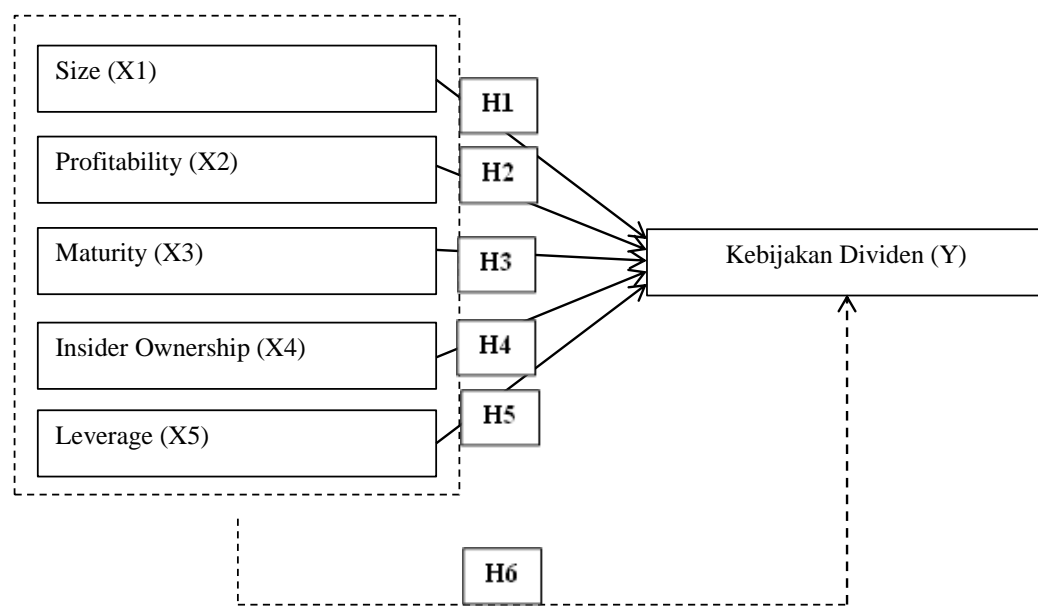 Size (X1)
H1
Profitability (X2)
H2
Maturity (X3)
H3
Kebijakan Dividen (Y)
Insider Ownership (X4)
H4
Leverage (X5)
H5
H6